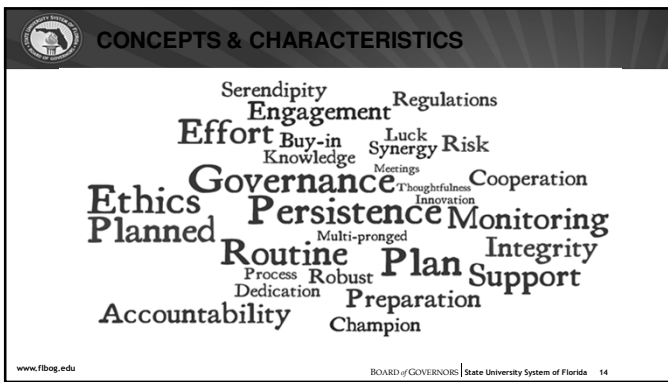 CONCEPTS & CHARACTERISTICS
Serendipity
Regulations
Engagement
Effort
Buy-in
Luck
Synergy
Risk
Knowledge
Meetings
Governance
Thoughtfulness
Cooperation
Innovation
Ethics
Persistence
Monitoring
Planned
Multi-pronged
Routine
Plan
Integrity
Process
Robust
Support
Dedication
Preparation
Accountability
Champion
www.flbog.edu
BOARD of GOVERNORS | State University System of Florida 14